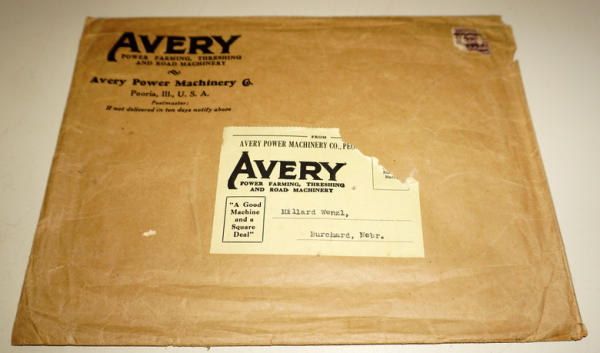 AVERY
POWER FARMING, THRESHING
AND ROAD MACHINERY
Avery Power Machinery Co.
Peoria, Ill., U. S. A.
Postmaster:
If not delivered in ten days notify above
FROM
AVERY POWER MACHINERY CO., PEO
AVERY
POWER FARMING, THRESHING
AND ROAD MACHINERY
"A Good
Machine
and a
Square
Deal"
Millard Wenzl,
Burchard, Nebr.